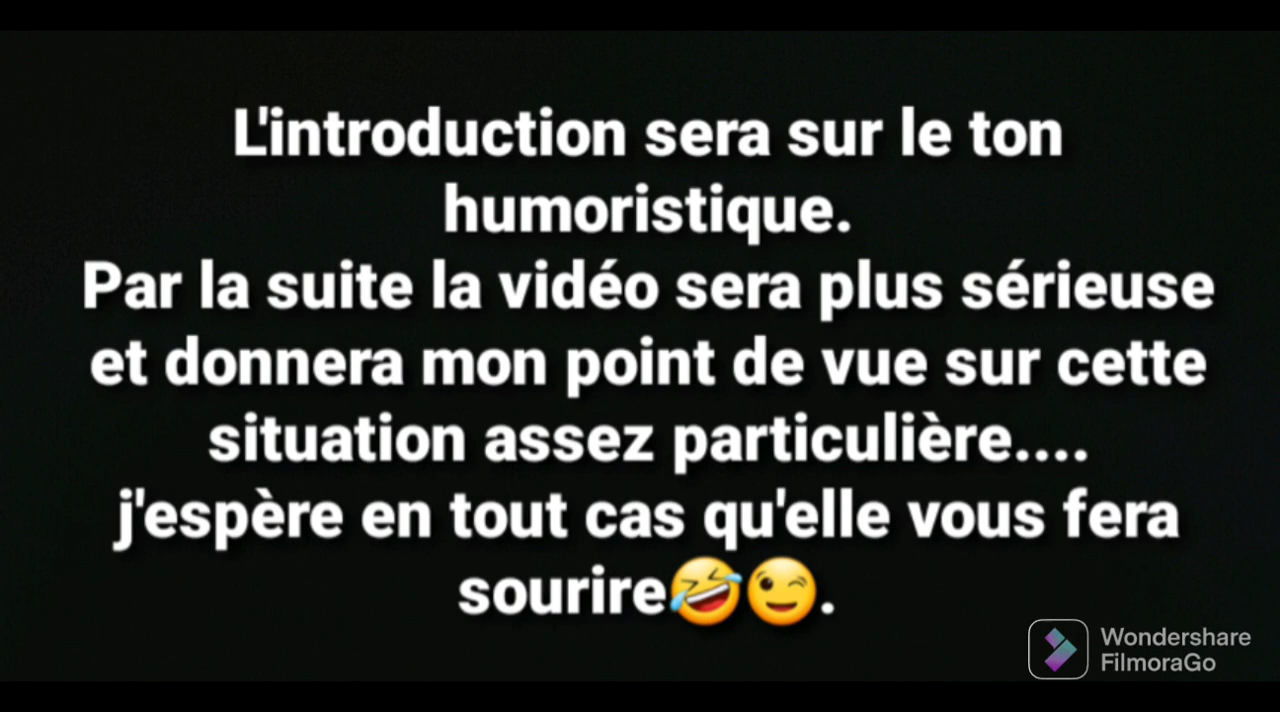 L'introduction sera sur le ton
humoristique.
Par la suite la vidéo sera plus sérieuse
et donnera mon point de vue sur cette
situation assez particulière....
j'espère en tout cas qu'elle vous fera
sourire🤣😉.
Wondershare
FilmoraGo